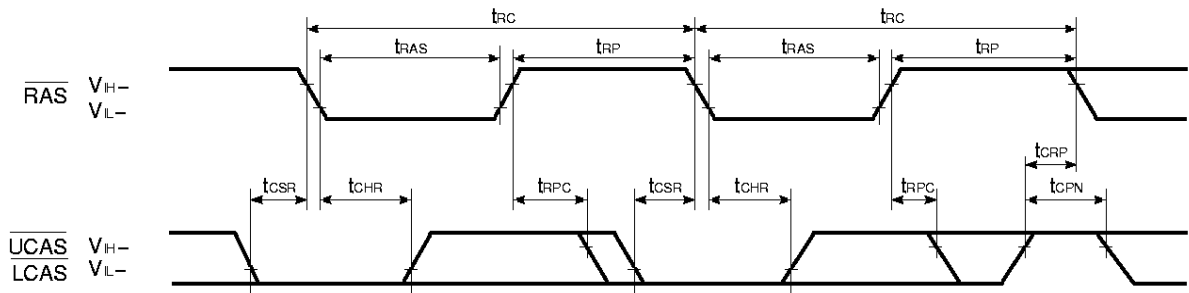 tRC tRC
tRAS tRP tRAS tRP
RAS VIH–
VIL–
tCRP
tCSR tCHR tRPC tCSR tCHR tRPC tCPN
UCAS VIH–
LCAS VIL–